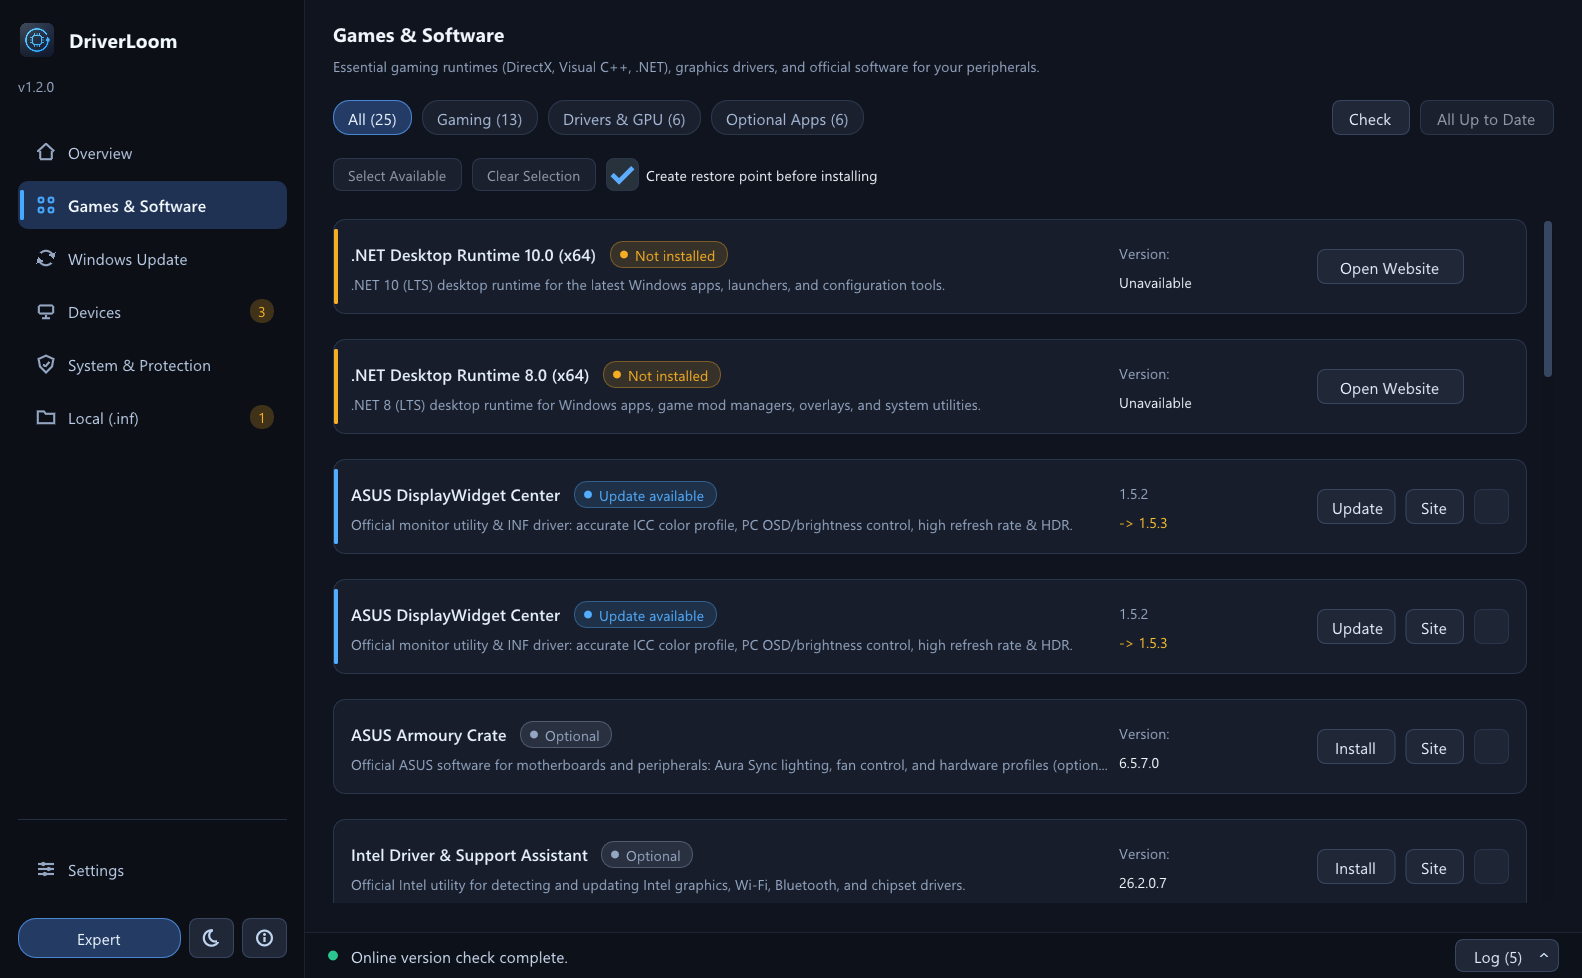 DriverLoom
v1.2.0
Overview
Games & Software
Windows Update
Devices
3
System & Protection
Local (.inf)
1
Settings
Expert
Games & Software
Essential gaming runtimes (DirectX, Visual C++, .NET), graphics drivers, and official software for your peripherals.
All (25)
Gaming (13)
Drivers & GPU (6)
Optional Apps (6)
Check
All Up to Date
Select Available
Clear Selection
Create restore point before installing
.NET Desktop Runtime 10.0 (x64)
Not installed
.NET 10 (LTS) desktop runtime for the latest Windows apps, launchers, and configuration tools.
Version:
Unavailable
Open Website
.NET Desktop Runtime 8.0 (x64)
Not installed
.NET 8 (LTS) desktop runtime for Windows apps, game mod managers, overlays, and system utilities.
Version:
Unavailable
Open Website
ASUS DisplayWidget Center
Update available
Official monitor utility & INF driver: accurate ICC color profile, PC OSD/brightness control, high refresh rate & HDR.
1.5.2
-> 1.5.3
Update
Site
ASUS DisplayWidget Center
Update available
Official monitor utility & INF driver: accurate ICC color profile, PC OSD/brightness control, high refresh rate & HDR.
1.5.2
-> 1.5.3
Update
Site
ASUS Armoury Crate
Optional
Official ASUS software for motherboards and peripherals: Aura Sync lighting, fan control, and hardware profiles (option...
Version:
6.5.7.0
Install
Site
Intel Driver & Support Assistant
Optional
Official Intel utility for detecting and updating Intel graphics, Wi-Fi, Bluetooth, and chipset drivers.
Version:
26.2.0.7
Install
Site
Online version check complete.
Log (5)